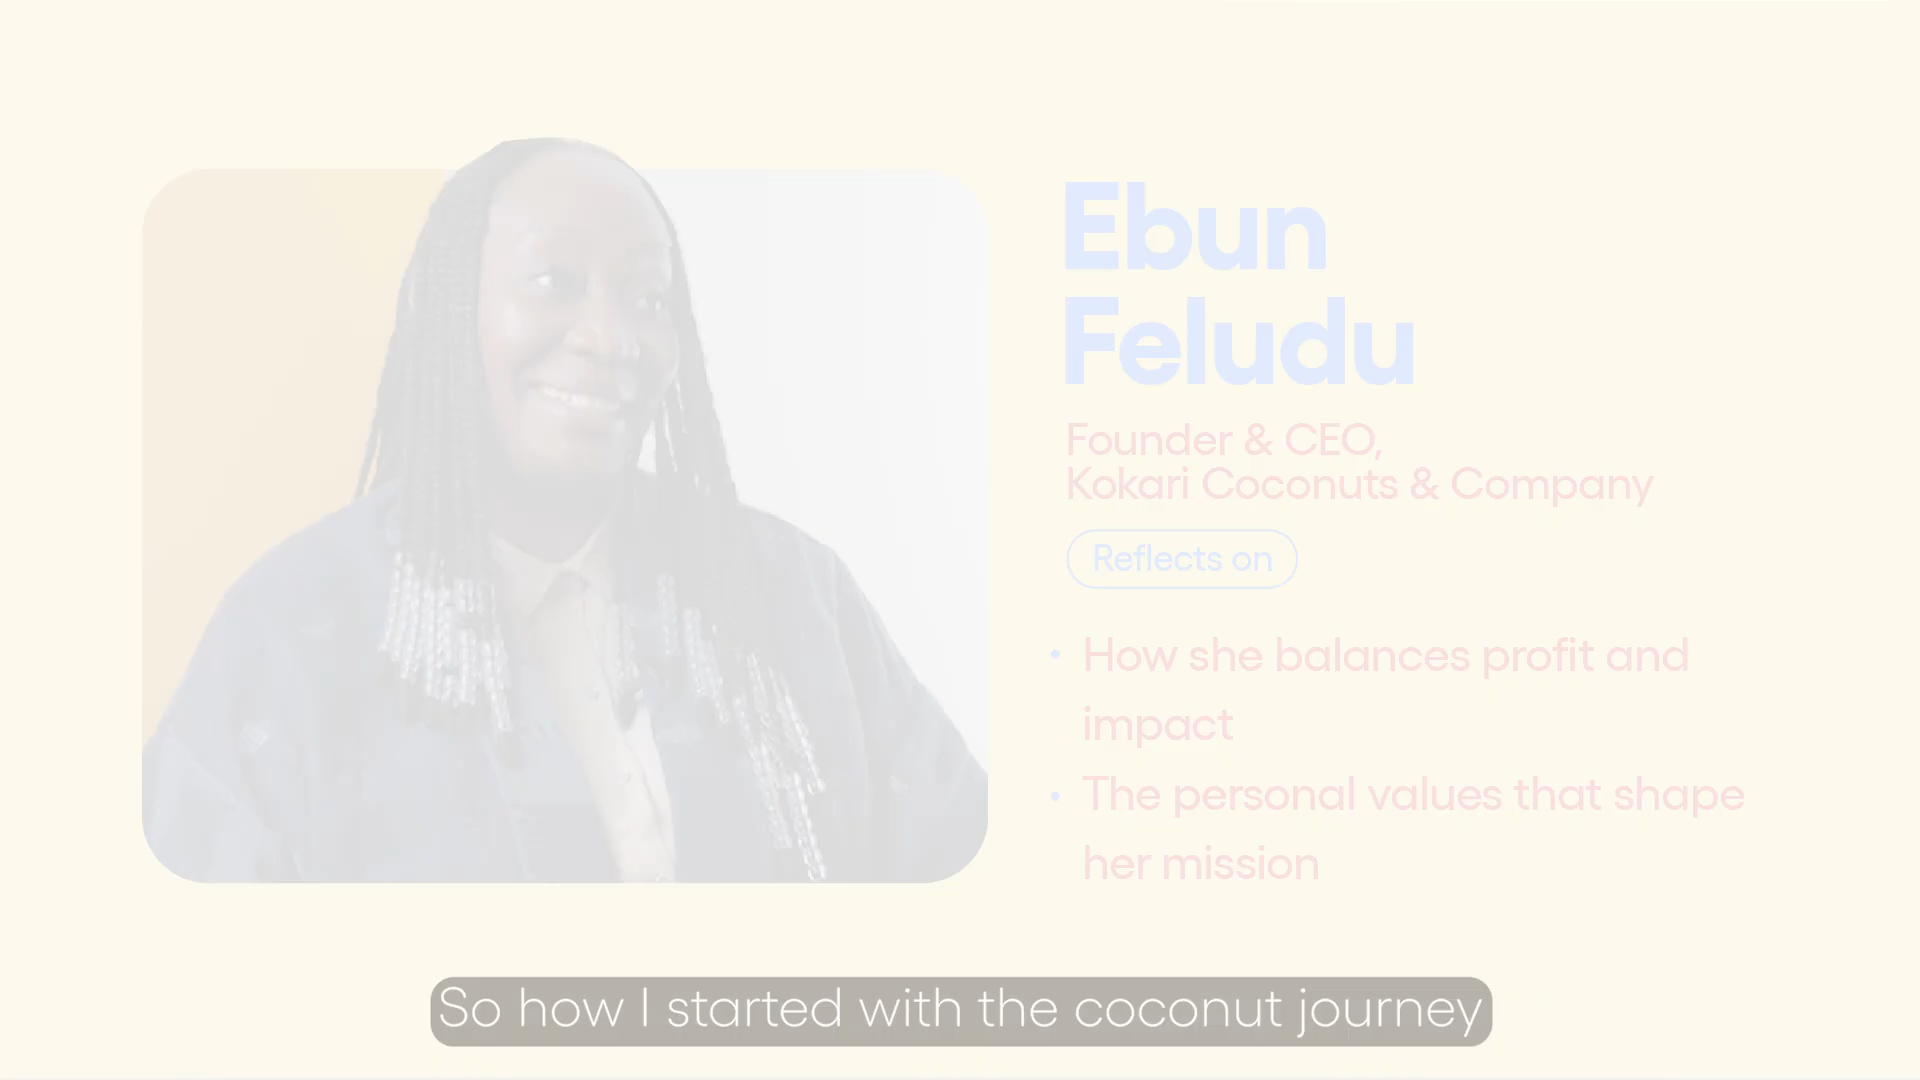 Ebun
Feludu
Founder & CEO,
Kokari Coconuts & Company
Reflects on
• How she balances profit and
impact
• The personal values that shape
her mission
So how I started with the coconut journey